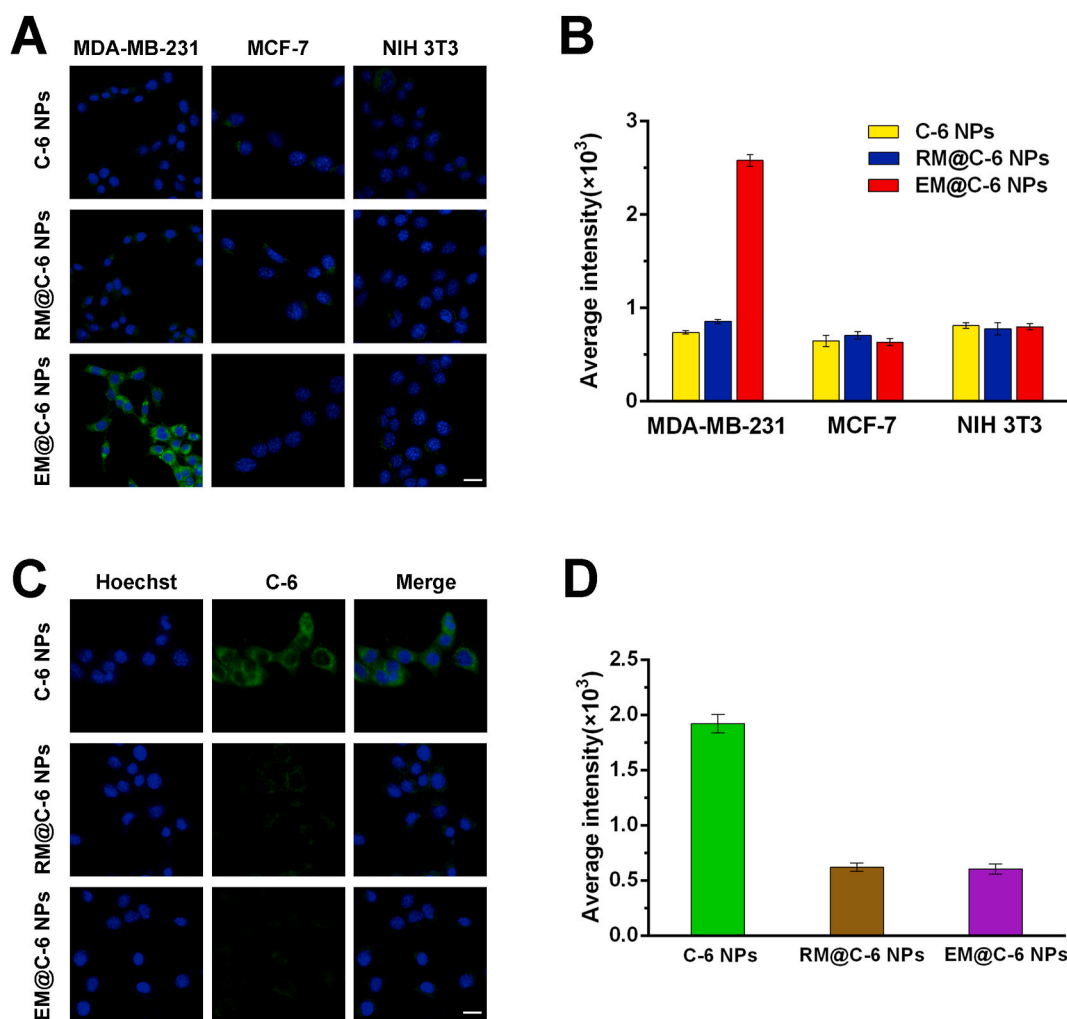 A
MDA-MB-231 MCF-7 NIH 3T3
C-6 NPs
RM@C-6 NPs
EM@C-6 NPs
B
Average intensity(×10³)
3
2
1
0
C-6 NPs
RM@C-6 NPs
EM@C-6 NPs
MDA-MB-231 MCF-7 NIH 3T3
C
Hoechst C-6 Merge
C-6 NPs
RM@C-6 NPs
EM@C-6 NPs
D
Average intensity(×10³)
2.5
2.0
1.5
1.0
0.5
0.0
C-6 NPs RM@C-6 NPs EM@C-6 NPs